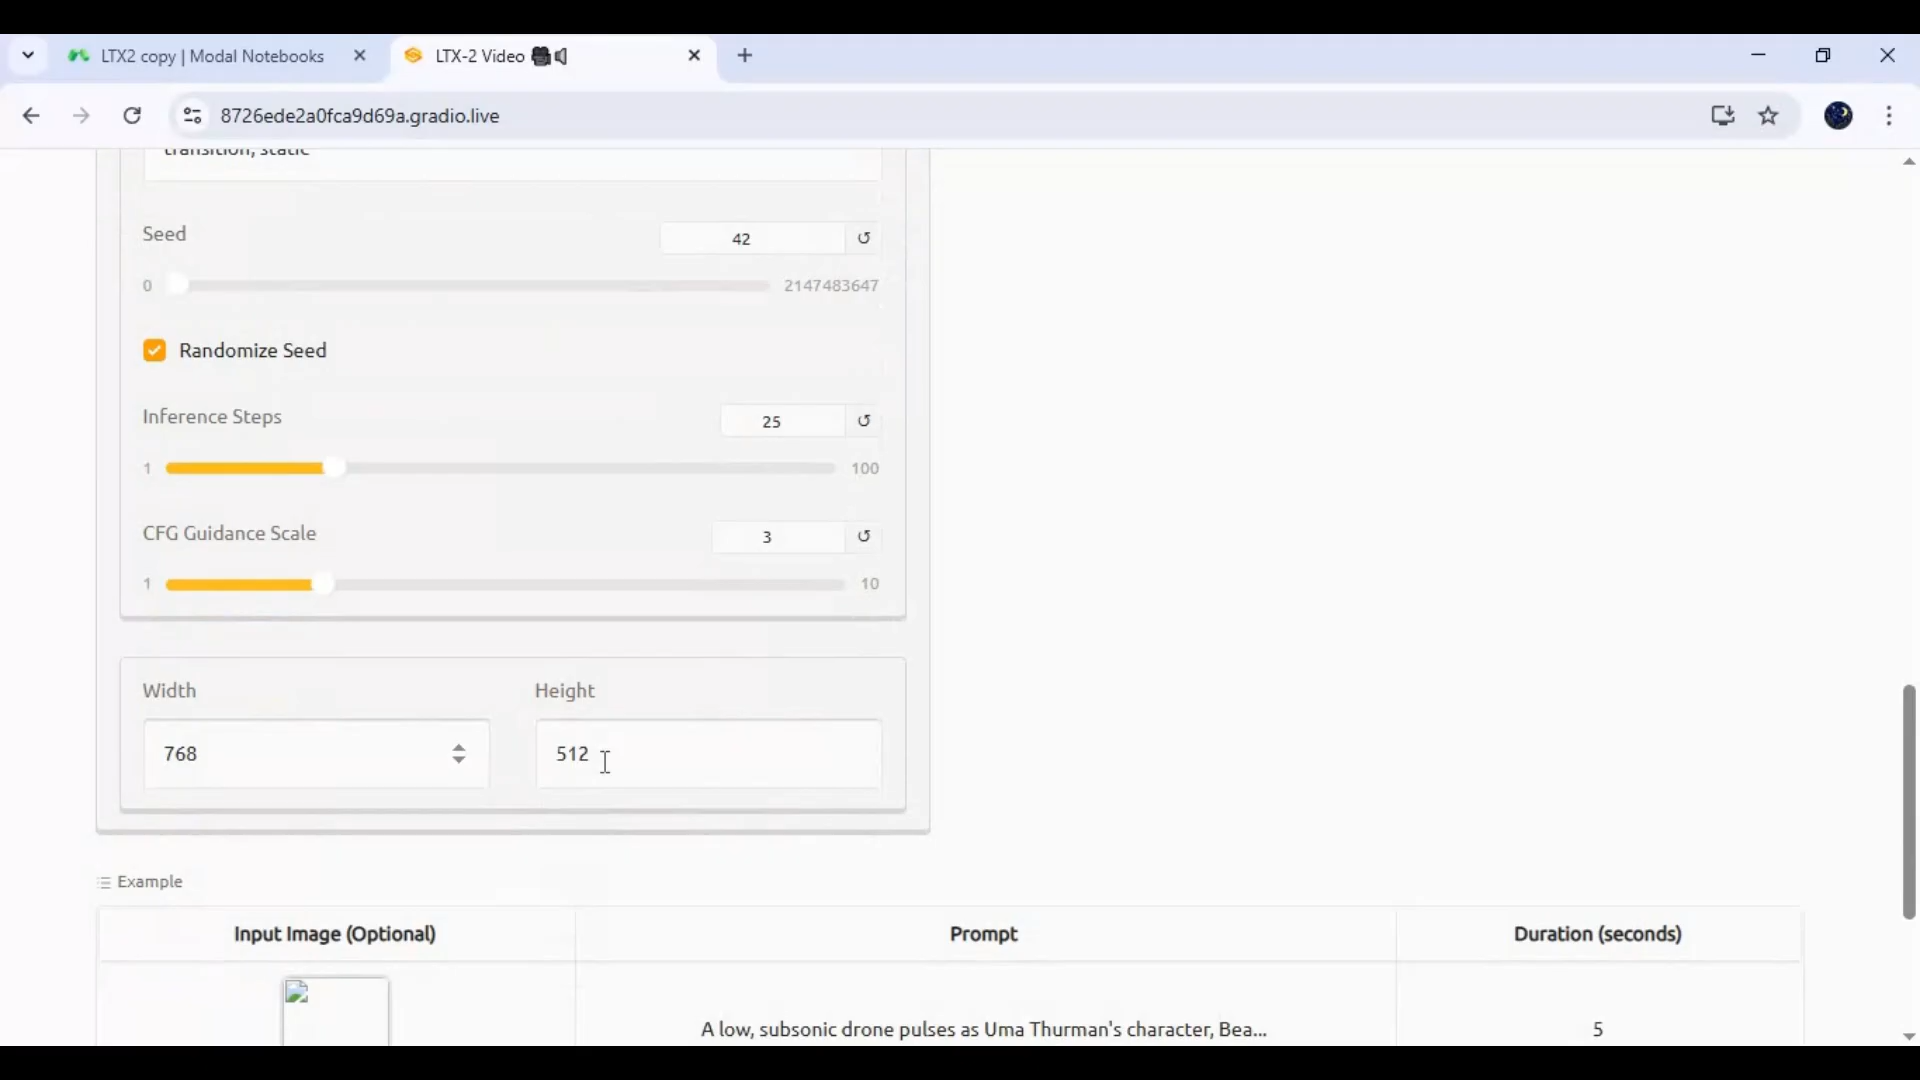 LTX2 copy | Modal Notebooks
LTX-2 Video
8726ede2a0fca9d69a.gradio.live
transition, static
Seed
42
0
2147483647
Randomize Seed
Inference Steps
25
1
100
CFG Guidance Scale
3
1
10
Width
Height
768
512
Example
Input Image (Optional)
Prompt
Duration (seconds)
A low, subsonic drone pulses as Uma Thurman's character, Bea...
5